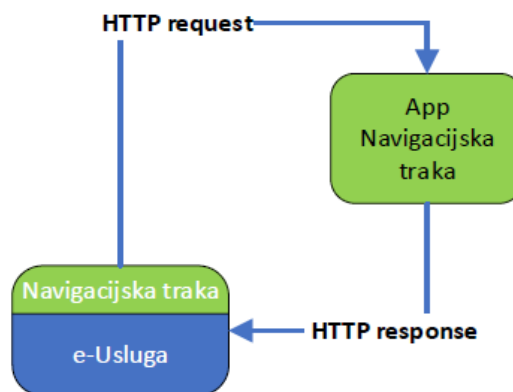 HTTP request
App
Navigacijska
traka
Navigacijska traka
e-Usluga
HTTP response